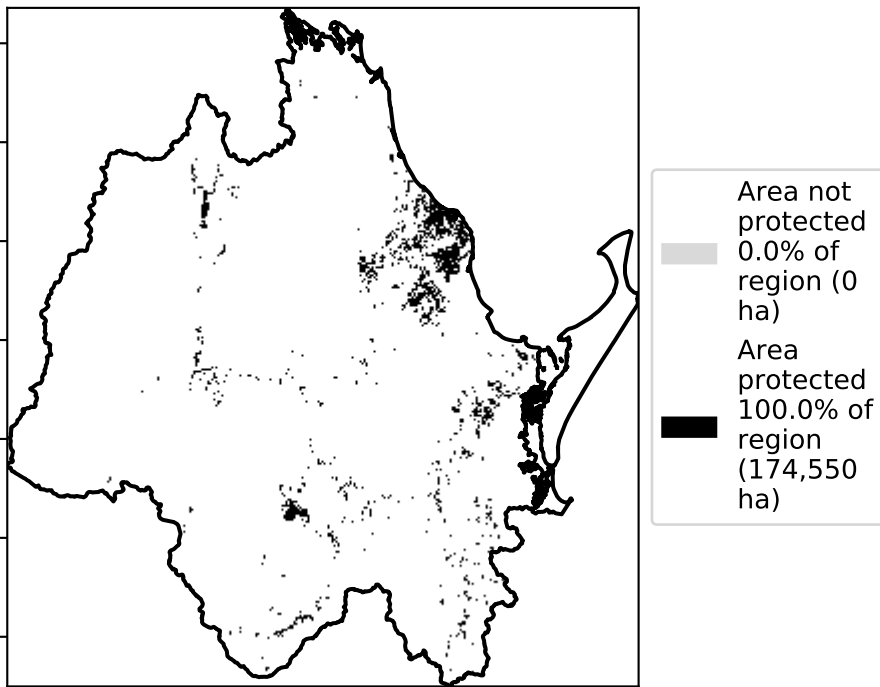 Area not
protected
0.0% of
region (0
ha)
Area
protected
100.0% of
region
(174,550
ha)